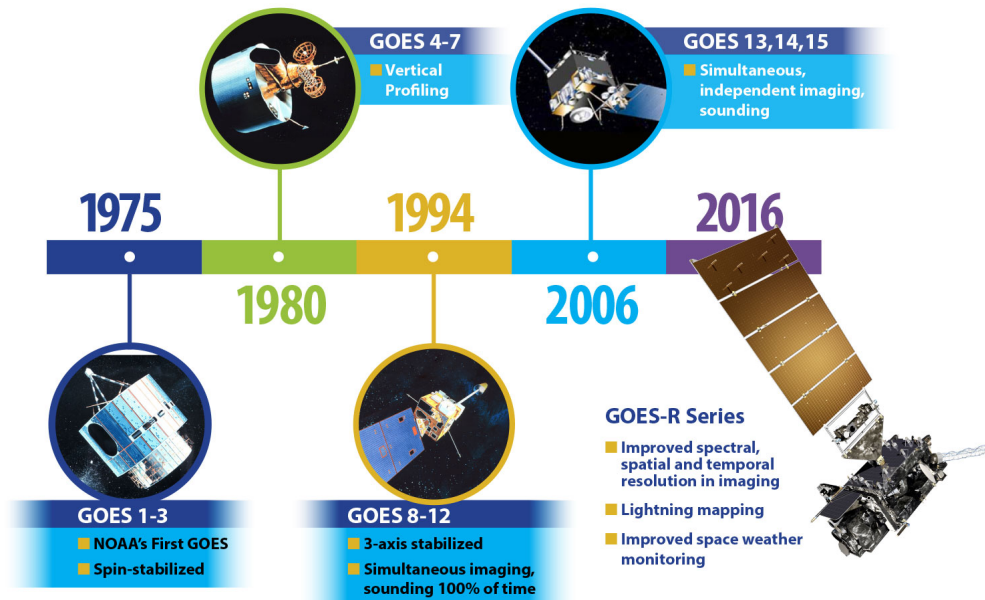 GOES 4-7
Vertical
Profiling
GOES 13,14,15
Simultaneous,
independent imaging,
sounding
1975
1994
2016
1980
2006
GOES 1-3
NOAA's First GOES
Spin-stabilized
GOES 8-12
3-axis stabilized
Simultaneous imaging,
sounding 100% of time
GOES-R Series
Improved spectral,
spatial and temporal
resolution in imaging
Lightning mapping
Improved space weather
monitoring